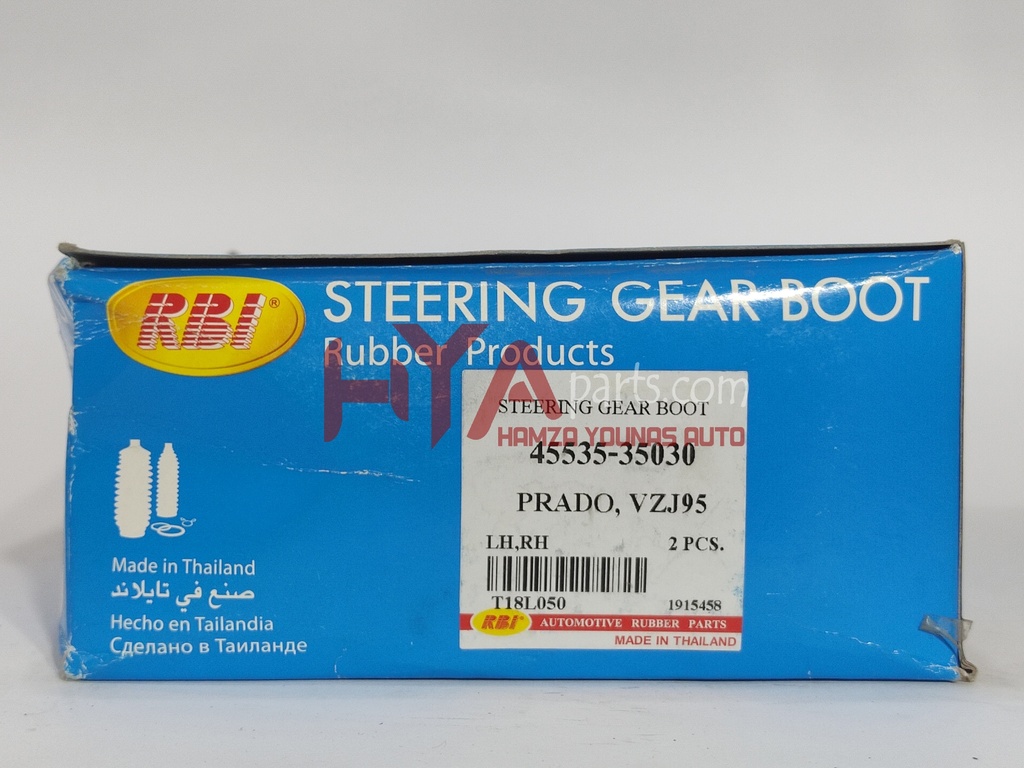 RBI®
STEERING GEAR BOOT
Rubber Products
HYA parts.com
HAMZA YOUNAS AUTO
STEERING GEAR BOOT
45535-35030
PRADO, VZJ95
LH,RH 2 PCS.
T18L050 1915458
RBI® AUTOMOTIVE RUBBER PARTS
MADE IN THAILAND
Made in Thailand
صنع في تايلاند
Hecho en Tailandia
Сделано в Таиланде